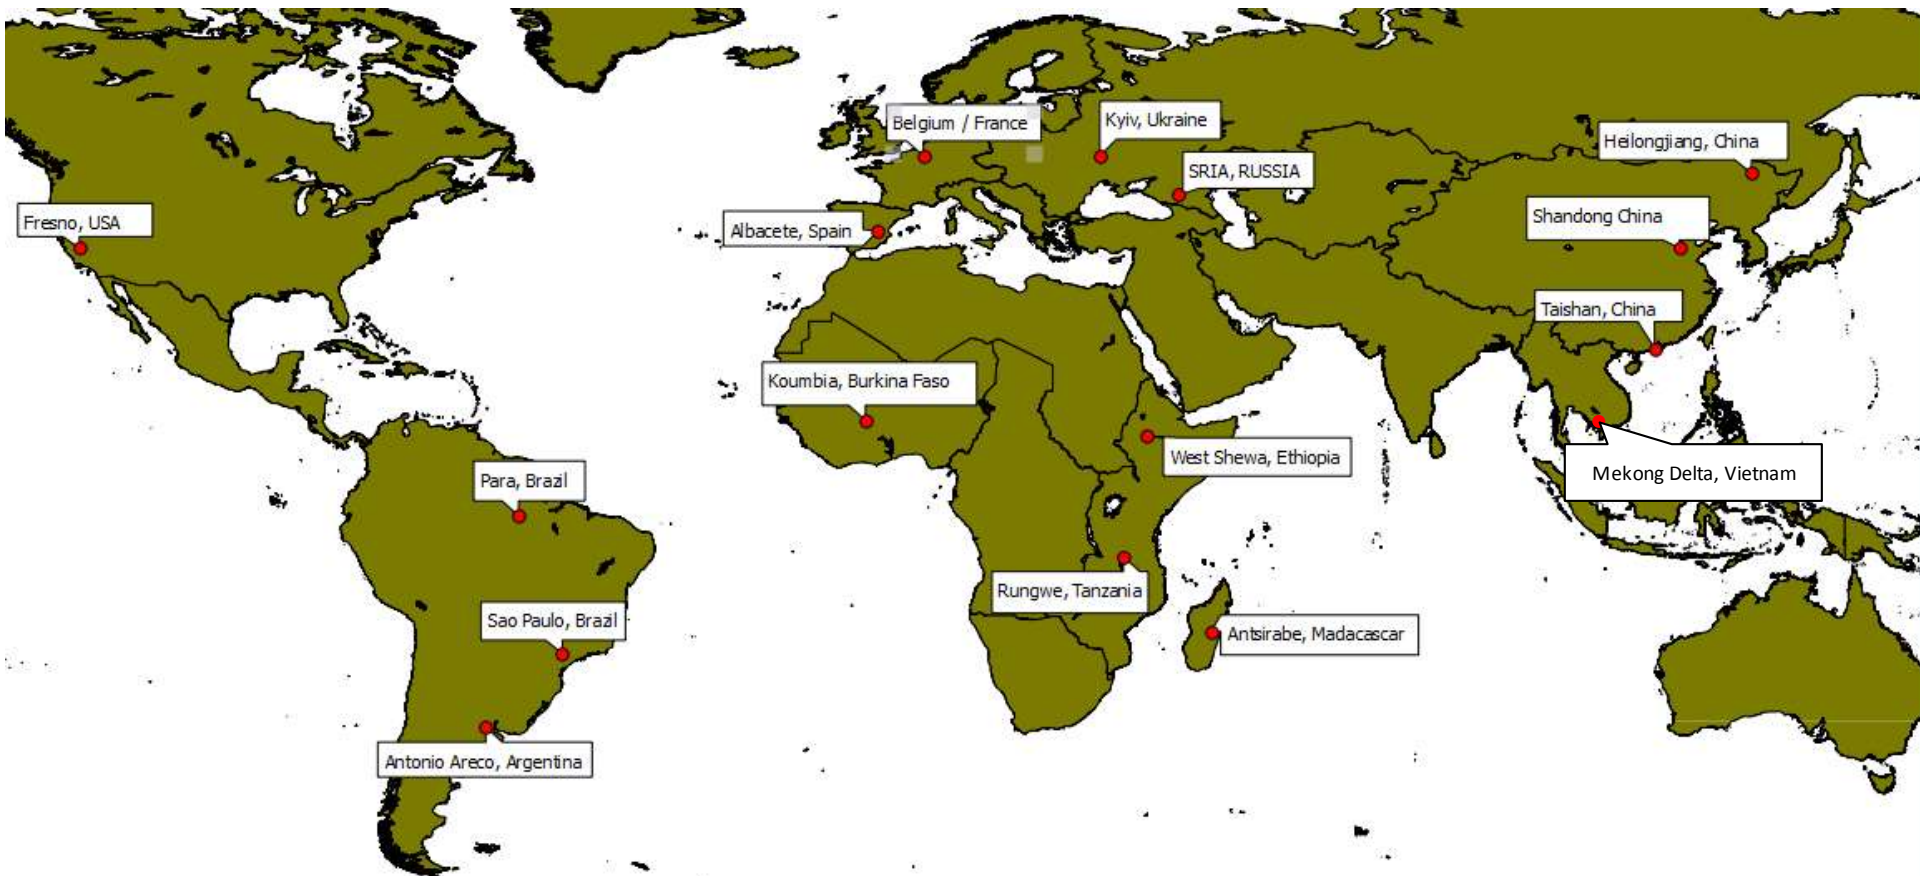 Belgium / France
Kyiv, Ukraine
Heilongjiang, China
SRIA, RUSSIA
Fresno, USA
Albacete, Spain
Shandong China
Taishan, China
Koumbia, Burkina Faso
West Shewa, Ethiopia
Mekong Delta, Vietnam
Para, Brazil
Rungwe, Tanzania
Sao Paulo, Brazil
Antsirabe, Madacascar
Antonio Areco, Argentina